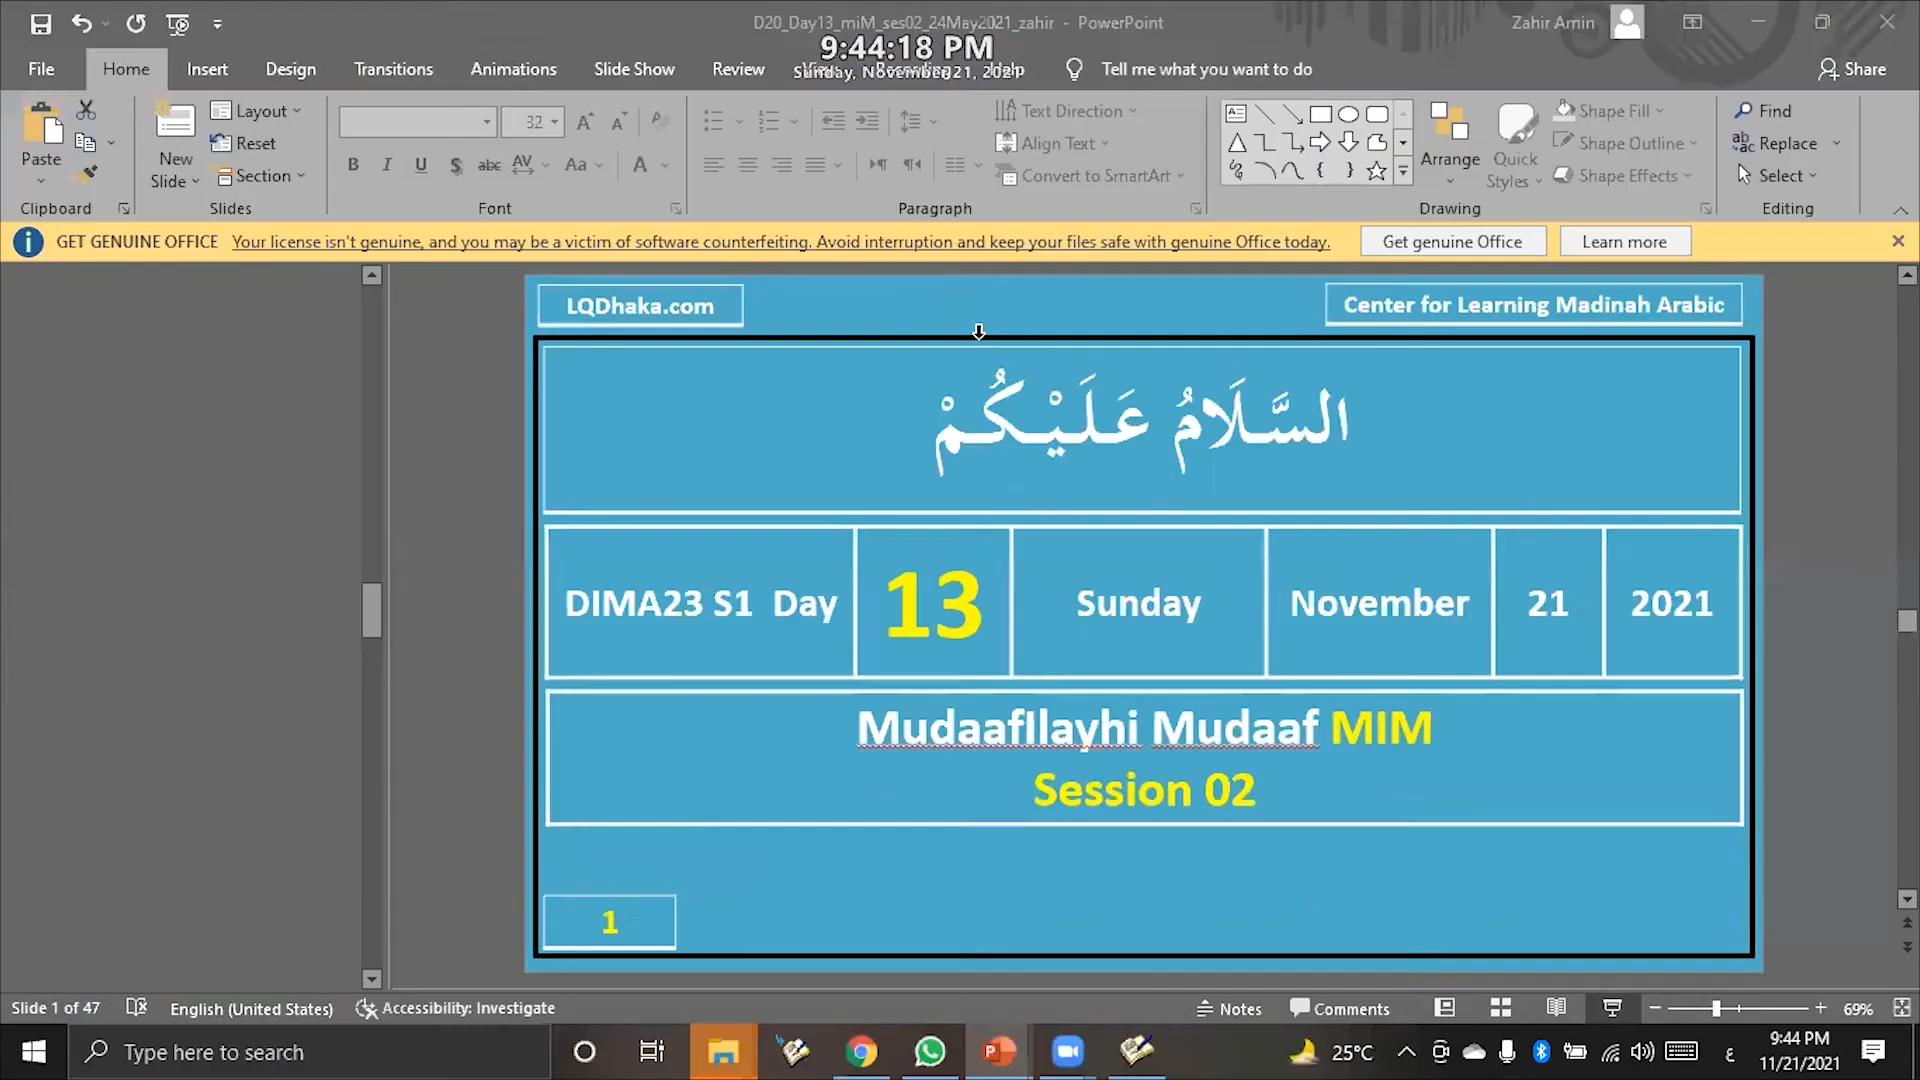 D20_Day13_miM_ses02_24May2021_zahir - PowerPoint
Zahir Amin
9:44:18 PM
Sunday, November 21, 2021
File Home Insert Design Transitions Animations Slide Show Review View Recording Help Tell me what you want to do Share
Paste
New Slide
Layout
Reset
Section
32
Text Direction
Align Text
Convert to SmartArt
Arrange
Quick Styles
Shape Fill
Shape Outline
Shape Effects
Find
Replace
Select
Clipboard Slides Font Paragraph Drawing Editing
GET GENUINE OFFICE Your license isn't genuine, and you may be a victim of software counterfeiting. Avoid interruption and keep your files safe with genuine Office today. Get genuine Office Learn more
LQDhaka.com
Center for Learning Madinah Arabic
السَّلَامُ عَلَيْكُمْ
DIMA23 S1 Day 13 Sunday November 21 2021
MudaafIlayhi Mudaaf MIM
Session 02
1
Slide 1 of 47 English (United States) Accessibility: Investigate Notes Comments 69%
Type here to search
25°C
ع
9:44 PM
11/21/2021